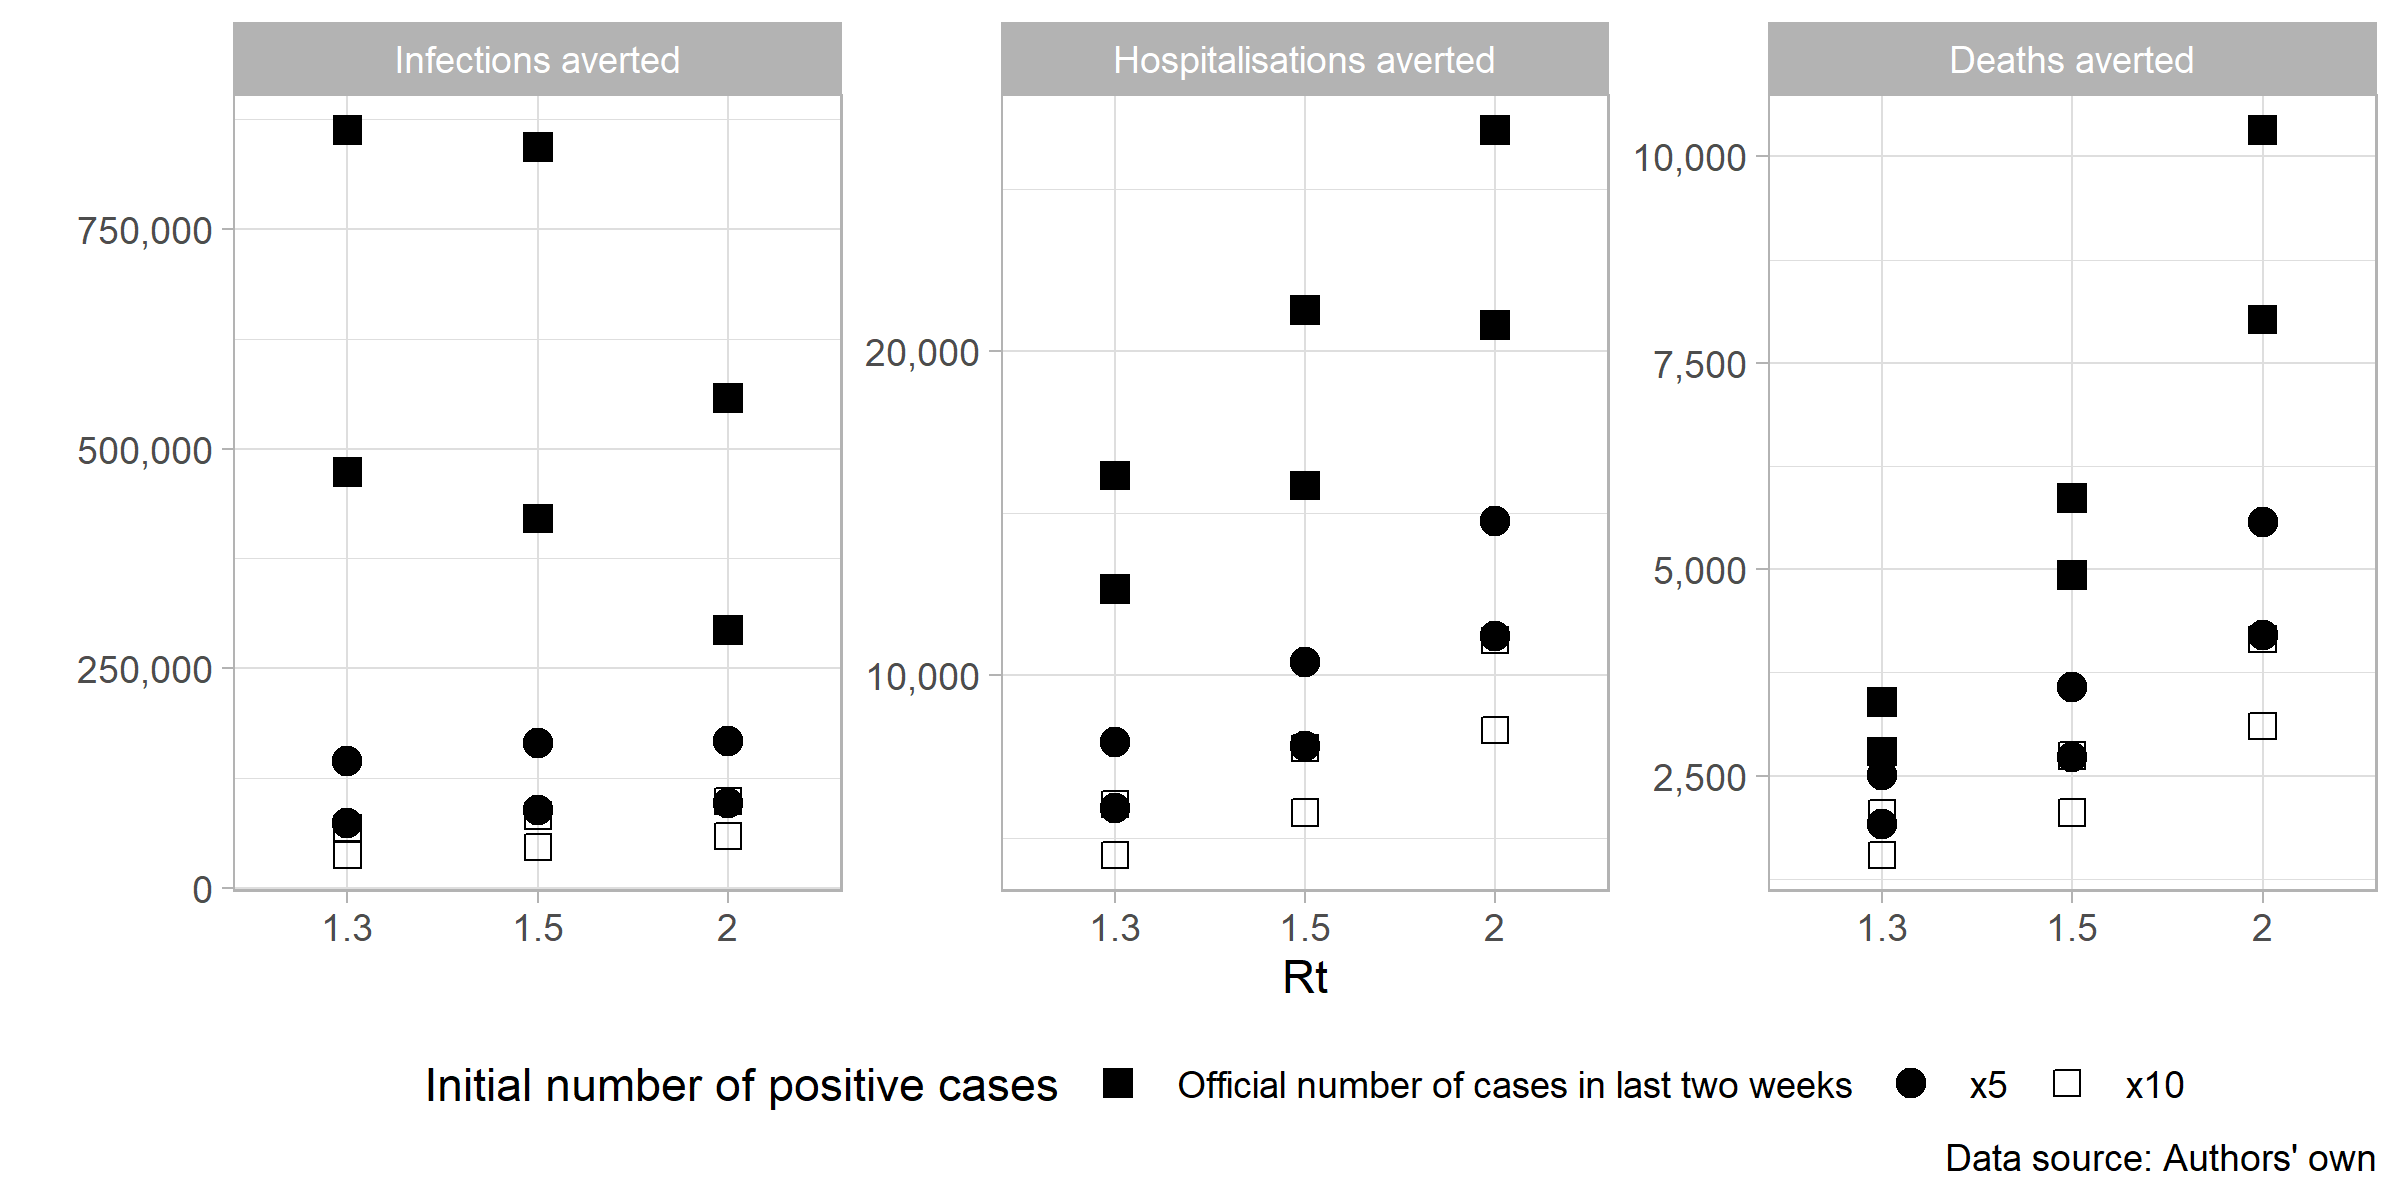 Infections averted
Hospitalisations averted
Deaths averted
750,000
500,000
250,000
0
1.3 1.5 2
20,000
10,000
1.3 1.5 2
10,000
7,500
5,000
2,500
1.3 1.5 2
Rt
Initial number of positive cases Official number of cases in last two weeks x5 x10
Data source: Authors' own